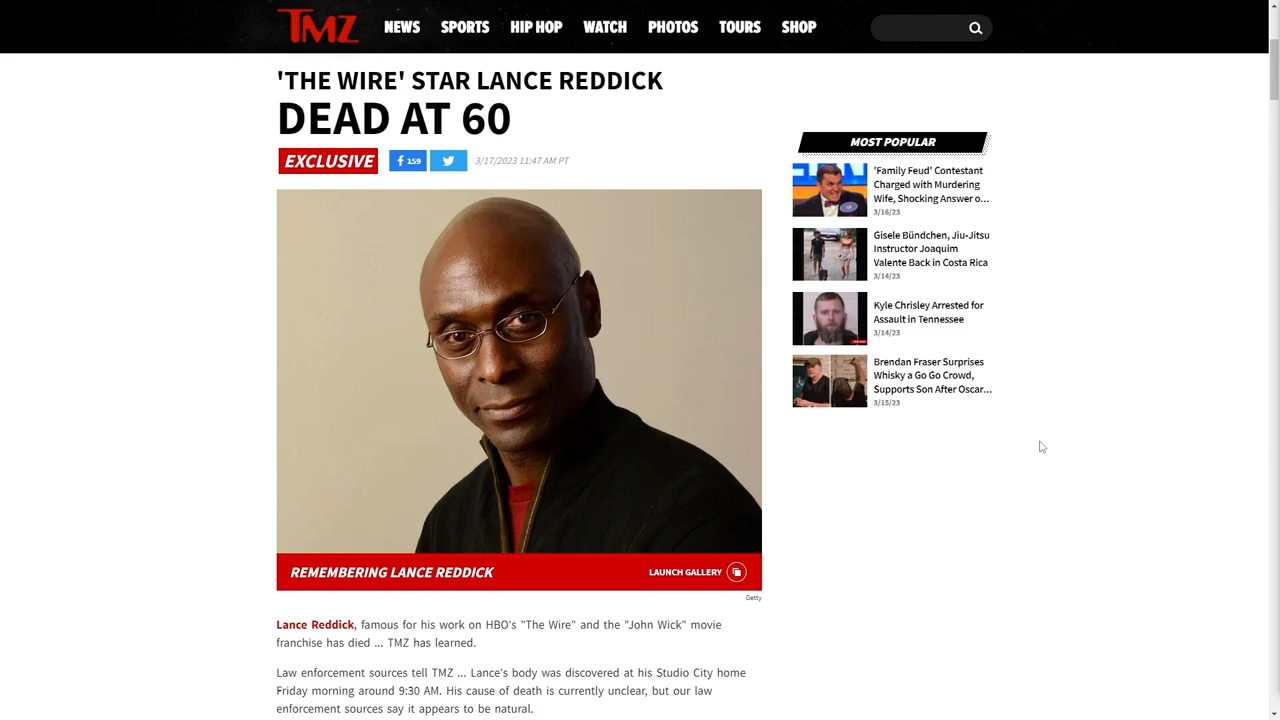 TMZ
NEWS
SPORTS
HIP HOP
WATCH
PHOTOS
TOURS
SHOP
'THE WIRE' STAR LANCE REDDICK
DEAD AT 60
EXCLUSIVE
159
3/17/2023 11:47 AM PT
REMEMBERING LANCE REDDICK
LAUNCH GALLERY
Getty
Lance Reddick, famous for his work on HBO's "The Wire" and the "John Wick" movie
franchise has died ... TMZ has learned.
Law enforcement sources tell TMZ ... Lance's body was discovered at his Studio City home
Friday morning around 9:30 AM. His cause of death is currently unclear, but our law
enforcement sources say it appears to be natural.
MOST POPULAR
'Family Feud' Contestant
Charged with Murdering
Wife, Shocking Answer o...
3/16/23
Gisele Bündchen, Jiu-Jitsu
Instructor Joaquim
Valente Back in Costa Rica
3/14/23
Kyle Chrisley Arrested for
Assault in Tennessee
3/14/23
Brendan Fraser Surprises
Whisky a Go Go Crowd,
Supports Son After Oscar...
3/15/23